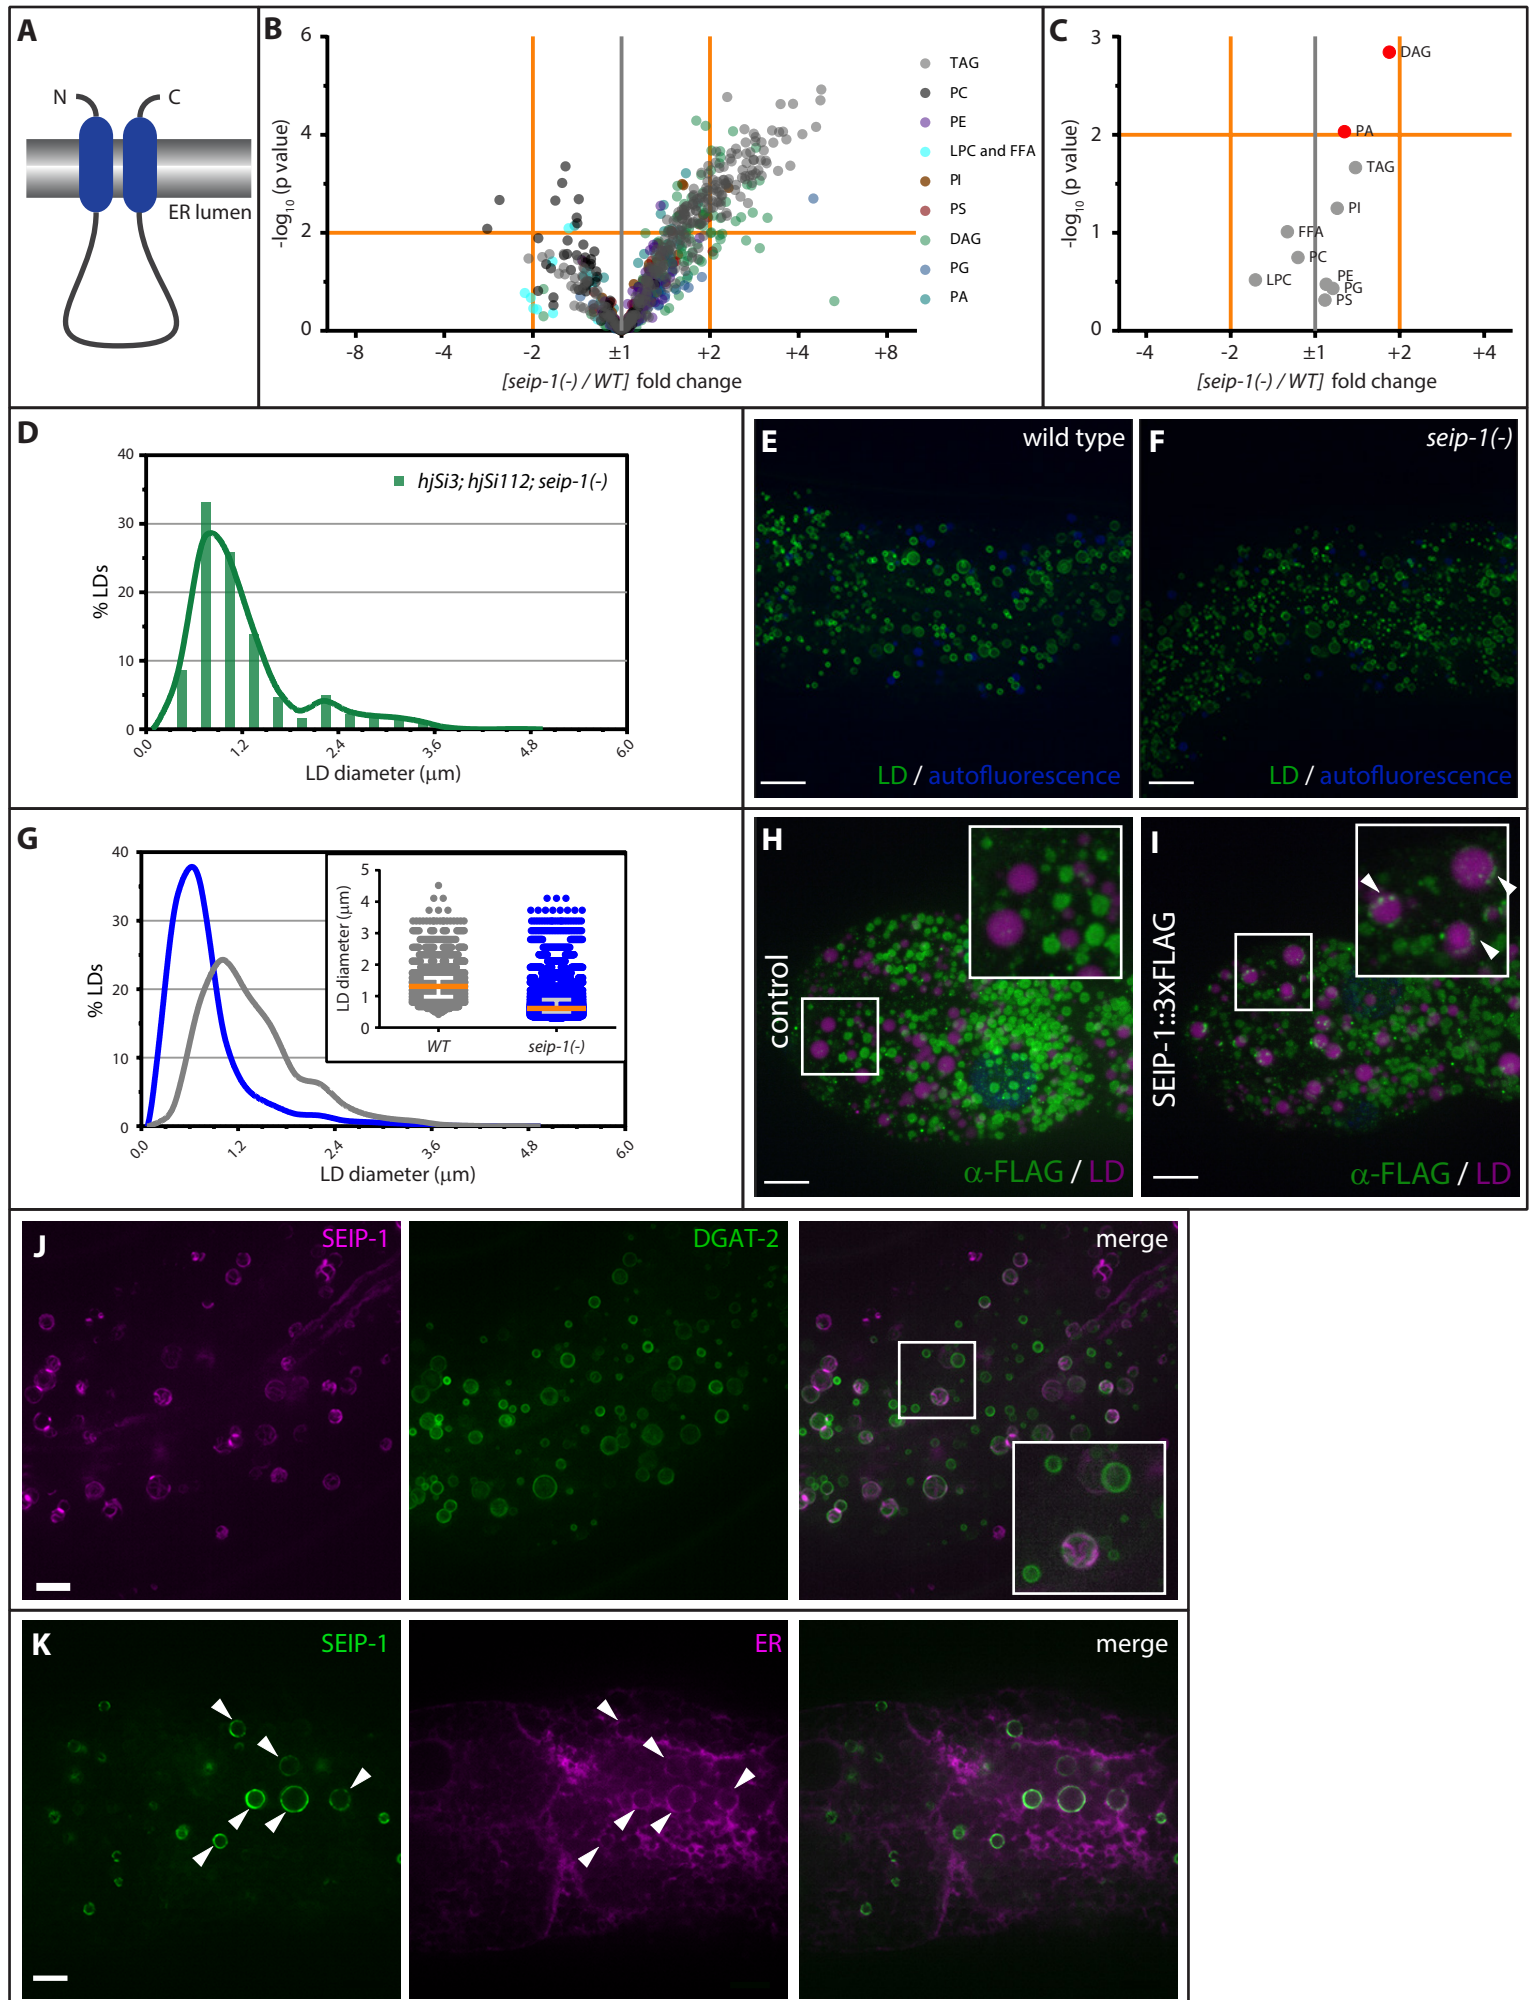 A
N
C
ER lumen
B
6
4
2
0
-log10 (p value)
-8 -4 -2 ±1 +2 +4 +8
[seip-1(-) / WT] fold change
TAG
PC
PE
LPC and FFA
PI
PS
DAG
PG
PA
C
3
2
1
0
-log10 (p value)
DAG
PA
TAG
PI
FFA
PC
LPC
PE
PG
PS
-4 -2 ±1 +2 +4
[seip-1(-) / WT] fold change
D
40
30
20
10
0
% LDs
hjSi3; hjSi112; seip-1(-)
0.0 1.2 2.4 3.6 4.8 6.0
LD diameter (μm)
E
wild type
LD / autofluorescence
F
seip-1(-)
LD / autofluorescence
G
40
30
20
10
0
% LDs
0.0 1.2 2.4 3.6 4.8 6.0
LD diameter (μm)
5
4
3
2
1
0
LD diameter (μm)
WT seip-1(-)
H
control
α-FLAG / LD
I
SEIP-1::3xFLAG
α-FLAG / LD
J
SEIP-1
DGAT-2
merge
K
SEIP-1
ER
merge